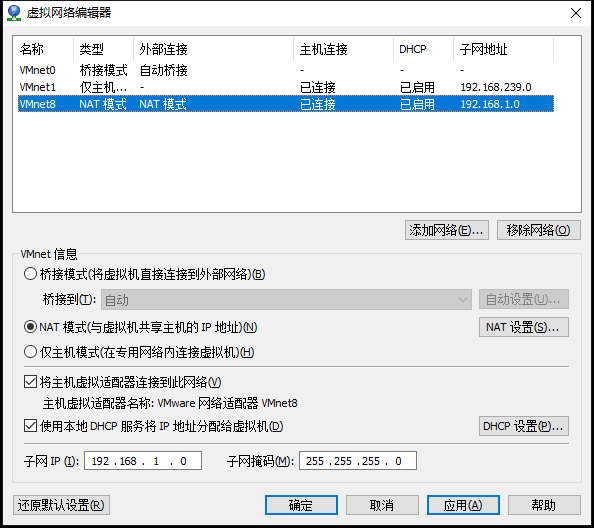 虚拟网络编辑器
名称 类型 外部连接 主机连接 DHCP 子网地址
VMnet0 桥接模式 自动桥接 - - -
VMnet1 仅主机... - 已连接 已启用 192.168.239.0
VMnet8 NAT 模式 NAT 模式 已连接 已启用 192.168.1.0
添加网络(E)... 移除网络(O)
VMnet 信息
桥接模式(将虚拟机直接连接到外部网络)(B)
桥接到(T): 自动 自动设置(U)...
NAT 模式(与虚拟机共享主机的 IP 地址)(N) NAT 设置(S)...
仅主机模式(在专用网络内连接虚拟机)(H)
将主机虚拟适配器连接到此网络(V)
主机虚拟适配器名称: VMware 网络适配器 VMnet8
使用本地 DHCP 服务将 IP 地址分配给虚拟机(D) DHCP 设置(P)...
子网 IP (I): 192 .168 . 1 . 0 子网掩码(M): 255 .255 .255 . 0
还原默认设置(R) 确定 取消 应用(A) 帮助